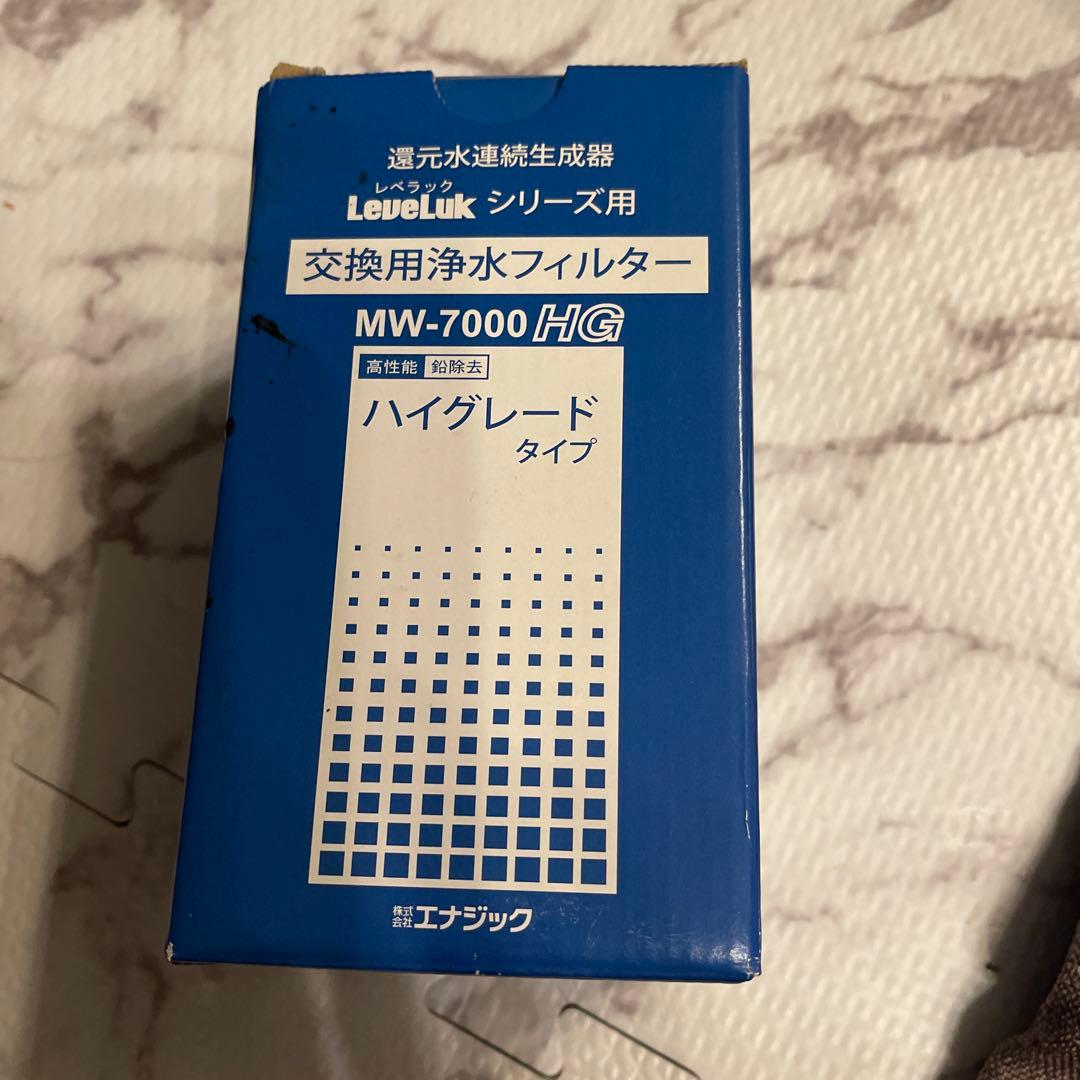 還元水連続生成器
レベラック
LeveLuk シリーズ用
交換用浄水フィルター
MW-7000 HG
高性能 鉛除去
ハイグレード
タイプ
株式会社 エナジック